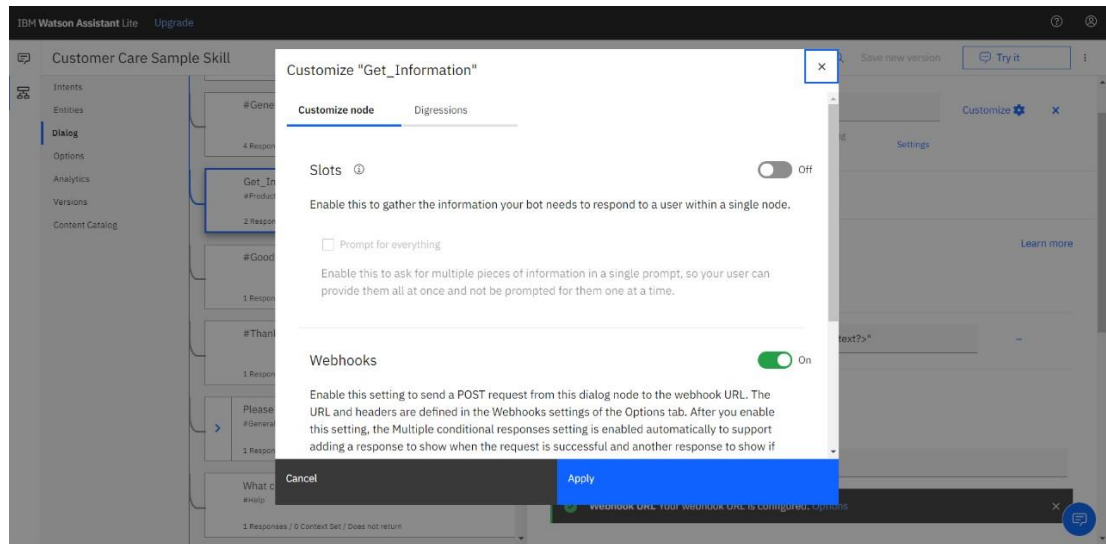 IBM Watson Assistant Lite Upgrade
Customer Care Sample Skill
Save new version
Try it
Intents
Entities
Dialog
Options
Analytics
Versions
Content Catalog
#Gene
4 Respon
Get_In
#Product
2 Respon
#Good
1 Respon
#Thank
1 Respon
Please
#General
1 Respon
What c
#Help
1 Responses / 0 Context Set / Does not return
Customize "Get_Information"
Customize node Digressions
Slots Off
Enable this to gather the information your bot needs to respond to a user within a single node.
Prompt for everything
Enable this to ask for multiple pieces of information in a single prompt, so your user can
provide them all at once and not be prompted for them one at a time.
Webhooks On
Enable this setting to send a POST request from this dialog node to the webhook URL. The
URL and headers are defined in the Webhooks settings of the Options tab. After you enable
this setting, the Multiple conditional responses setting is enabled automatically to support
adding a response to show when the request is successful and another response to show if
Cancel Apply
Customize
Settings
Learn more
text?>"
Webhook URL Your webhook URL is configured. Options